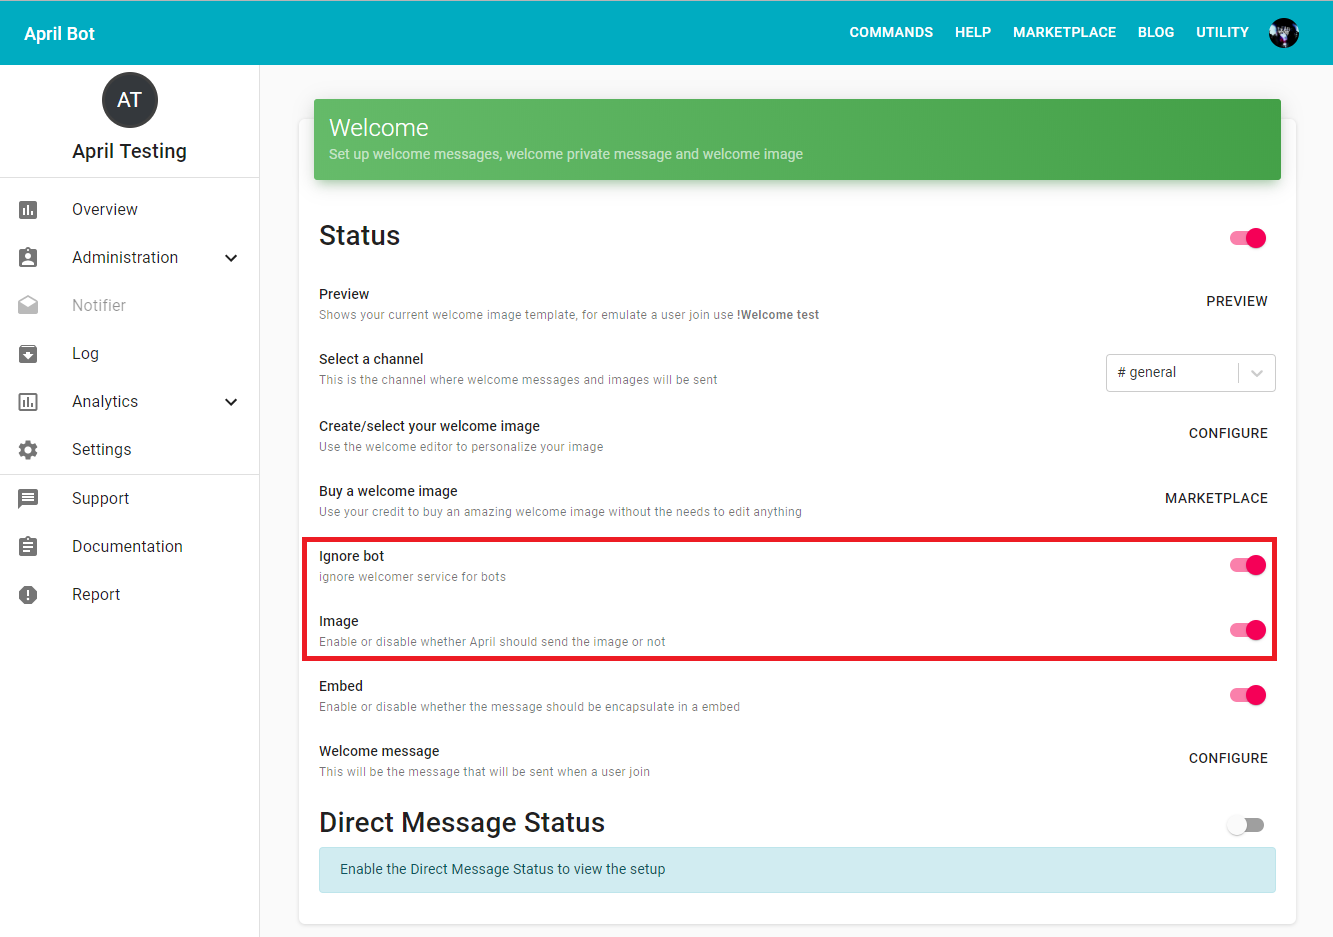 April Bot
COMMANDS HELP MARKETPLACE BLOG UTILITY
AT
April Testing
Overview
Administration
Notifier
Log
Analytics
Settings
Support
Documentation
Report
Welcome
Set up welcome messages, welcome private message and welcome image
Status
Preview
Shows your current welcome image template, for emulate a user join use !Welcome test
PREVIEW
Select a channel
This is the channel where welcome messages and images will be sent
# general
Create/select your welcome image
Use the welcome editor to personalize your image
CONFIGURE
Buy a welcome image
Use your credit to buy an amazing welcome image without the needs to edit anything
MARKETPLACE
Ignore bot
ignore welcomer service for bots
Image
Enable or disable whether April should send the image or not
Embed
Enable or disable whether the message should be encapsulate in a embed
Welcome message
This will be the message that will be sent when a user join
CONFIGURE
Direct Message Status
Enable the Direct Message Status to view the setup